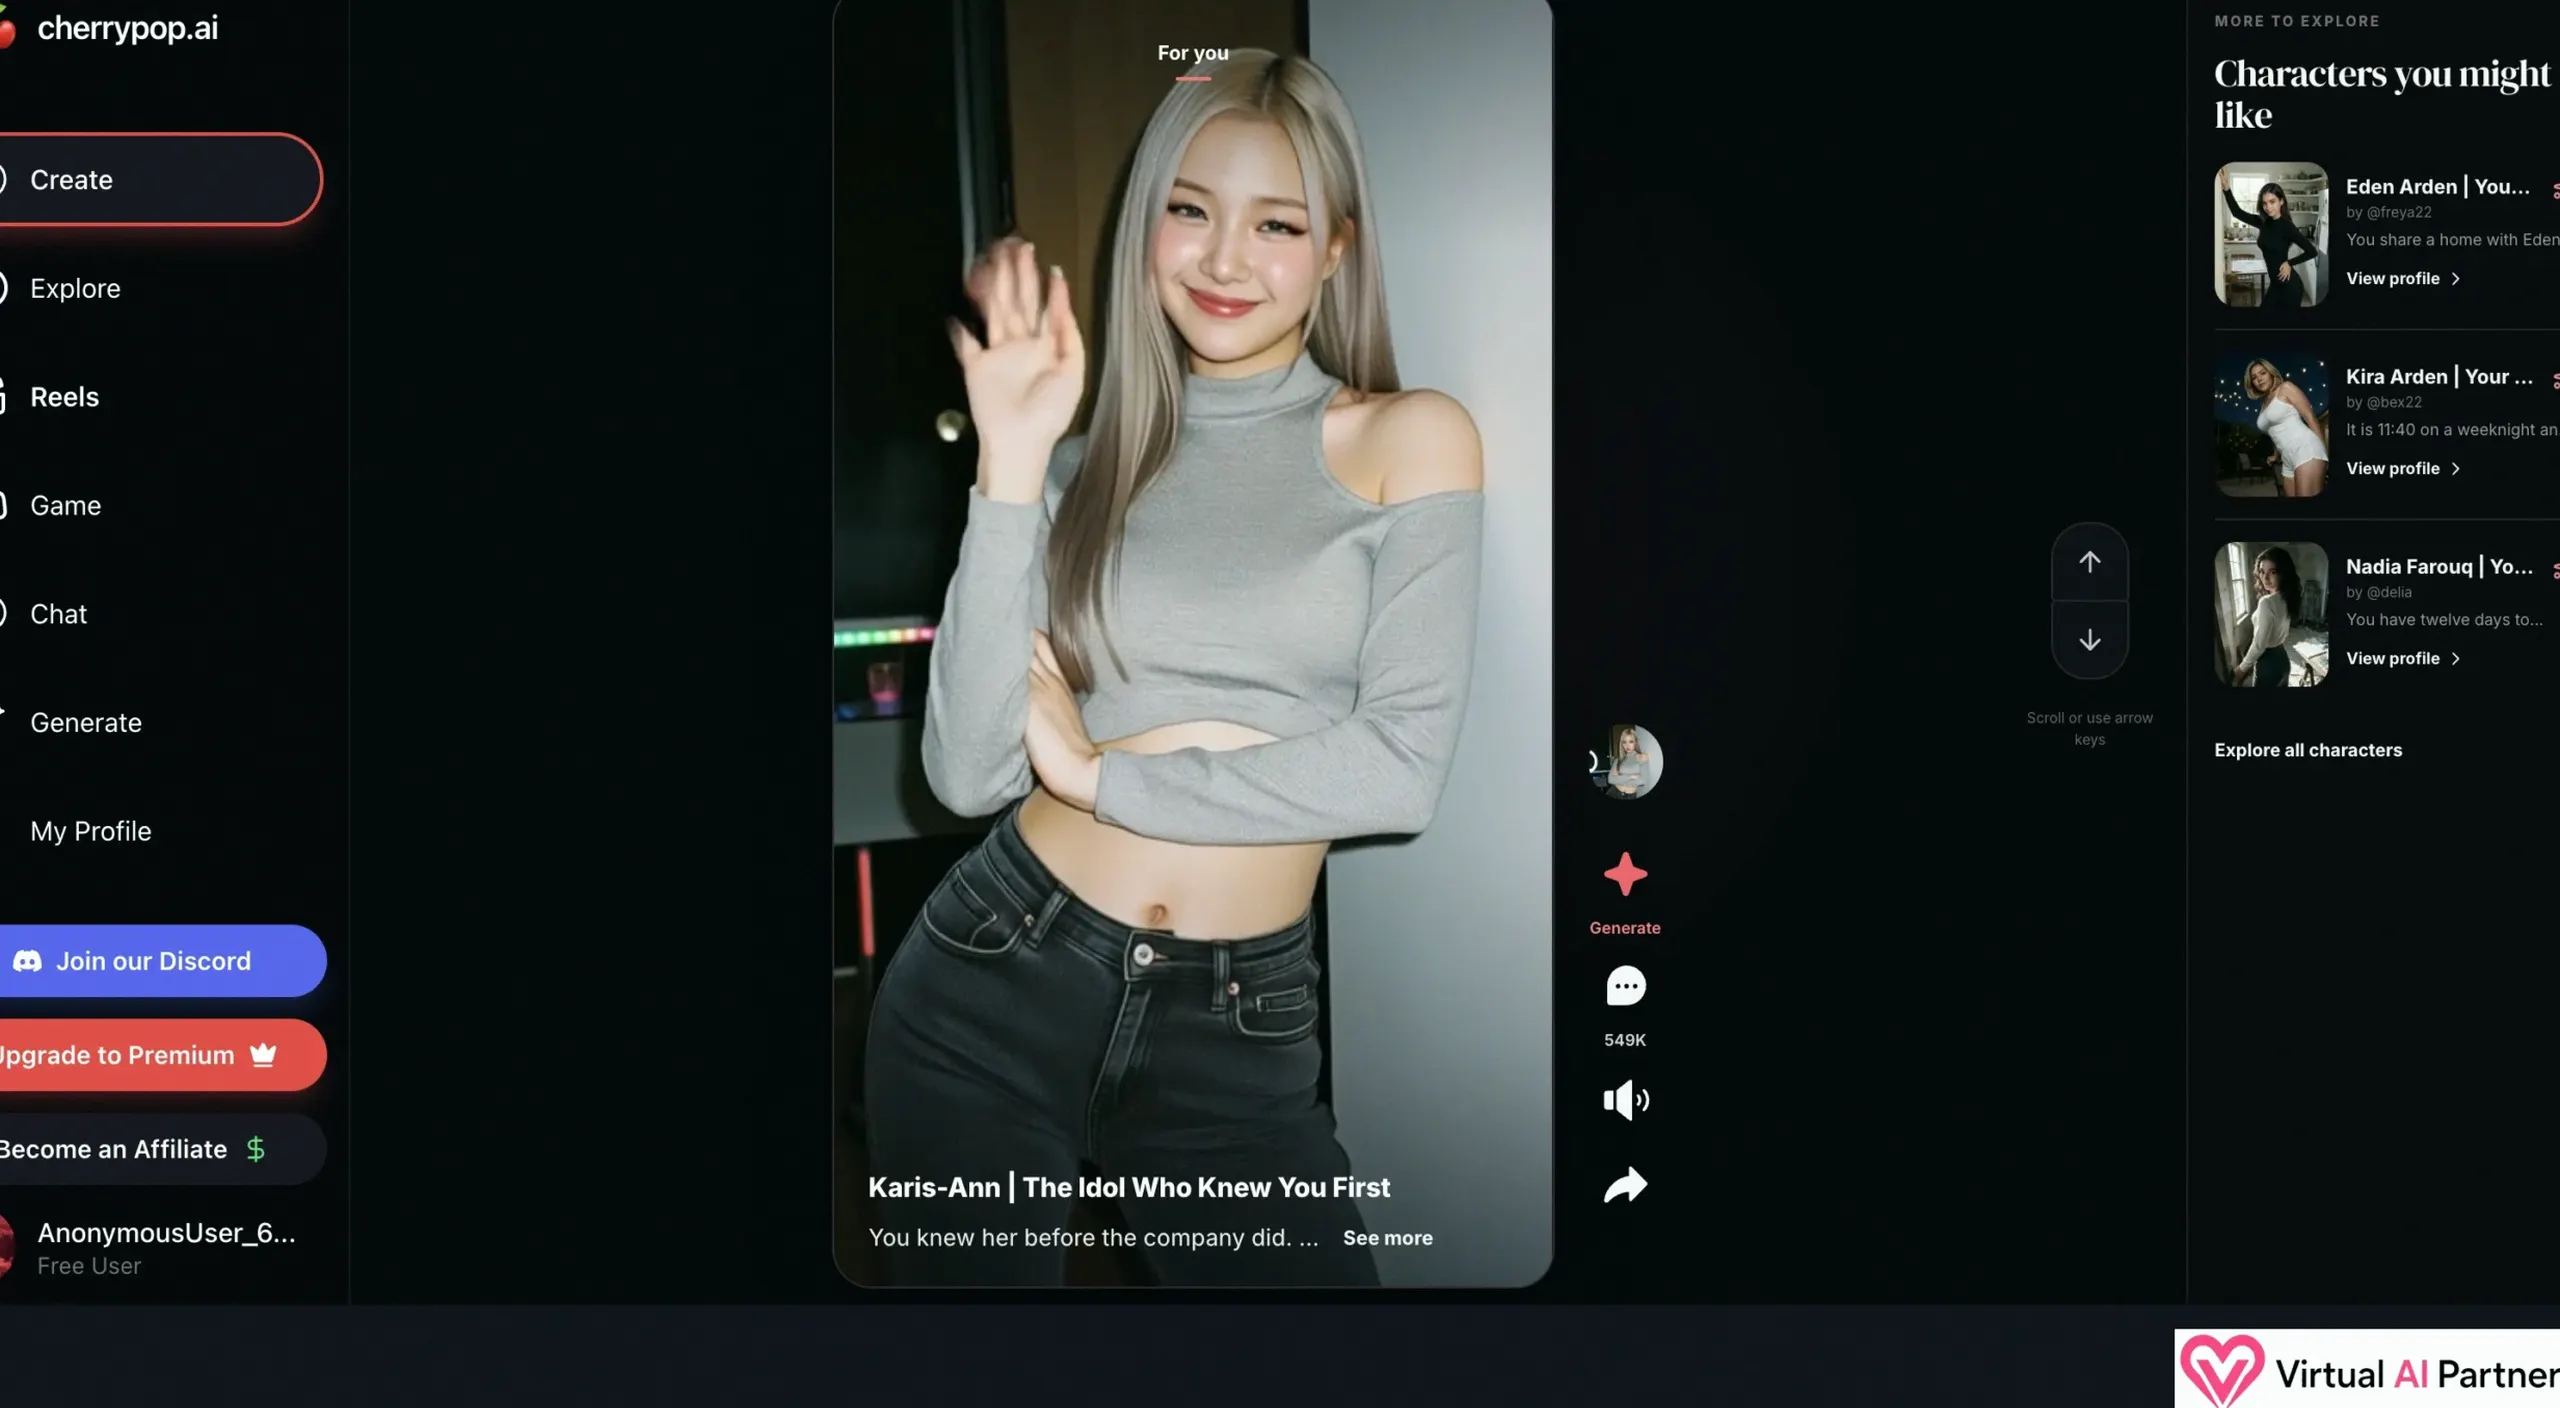 cherrypop.ai
Create
Explore
Reels
Game
Chat
Generate
My Profile
Join our Discord
Upgrade to Premium
Become an Affiliate $
AnonymousUser_6...
Free User
For you
Karis-Ann | The Idol Who Knew You First
You knew her before the company did. ... See more
Generate
549K
Scroll or use arrow
keys
MORE TO EXPLORE
Characters you might
like
Eden Arden | You...
by @freya22
You share a home with Eden
View profile
Kira Arden | Your ...
by @bex22
It is 11:40 on a weeknight an
View profile
Nadia Farouq | Yo...
by @delia
You have twelve days to...
View profile
Explore all characters
Virtual AI Partner